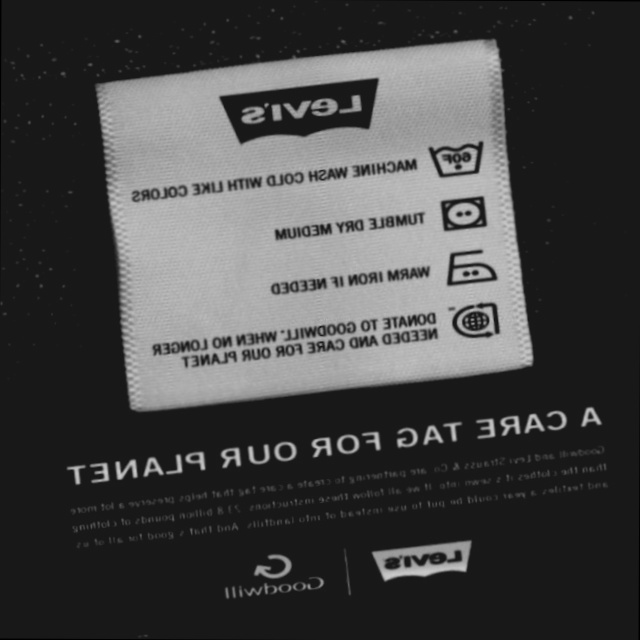 LEVI'S
60F
MACHINE WASH COLD WITH LIKE COLORS
TUMBLE DRY MEDIUM
WARM IRON IF NEEDED
DONATE TO GOODWILL™ WHEN NO LONGER
NEEDED AND CARE FOR OUR PLANET
A CARE TAG FOR OUR PLANET
Goodwill and Levi Strauss & Co. are partnering to create a care tag that helps preserve a lot more
than the clothes it's sewn into. If we all follow these instructions, 23.8 billion pounds of clothing
and textiles a year could be put to use instead of into landfills. And that's good for all of us
LEVI'S
Goodwill